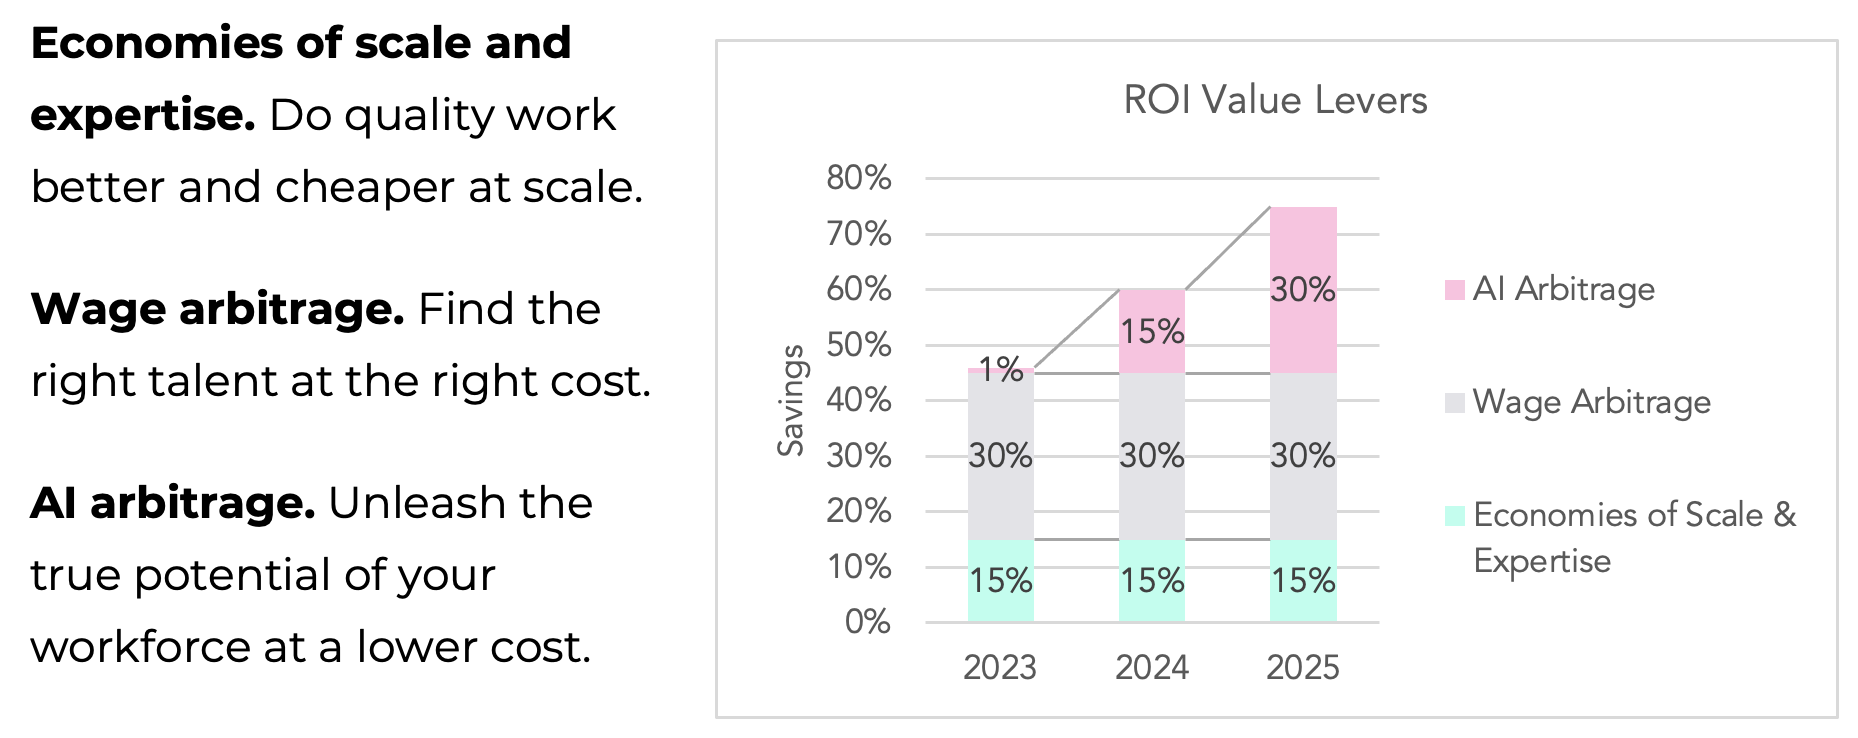 Economies of scale and
expertise. Do quality work
better and cheaper at scale.
Wage arbitrage. Find the
right talent at the right cost.
AI arbitrage. Unleash the
true potential of your
workforce at a lower cost.
ROI Value Levers
Savings
80%
70%
60%
50%
40%
30%
20%
10%
0%
1%
30%
15%
15%
30%
15%
30%
30%
15%
2023
2024
2025
AI Arbitrage
Wage Arbitrage
Economies of Scale &
Expertise